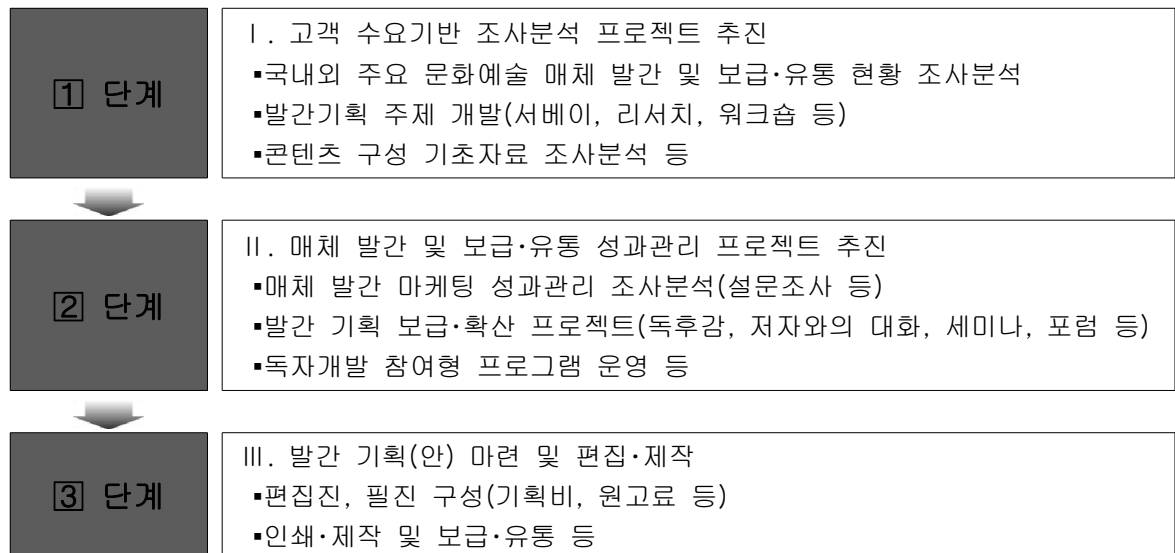 1 단계
Ⅰ. 고객 수요기반 조사분석 프로젝트 추진
▪국내외 주요 문화예술 매체 발간 및 보급·유통 현황 조사분석
▪발간기획 주제 개발(서베이, 리서치, 워크숍 등)
▪콘텐츠 구성 기초자료 조사분석 등
2 단계
Ⅱ. 매체 발간 및 보급·유통 성과관리 프로젝트 추진
▪매체 발간 마케팅 성과관리 조사분석(설문조사 등)
▪발간 기획 보급·확산 프로젝트(독후감, 저자와의 대화, 세미나, 포럼 등)
▪독자개발 참여형 프로그램 운영 등
3 단계
Ⅲ. 발간 기획(안) 마련 및 편집·제작
▪편집진, 필진 구성(기획비, 원고료 등)
▪인쇄·제작 및 보급·유통 등